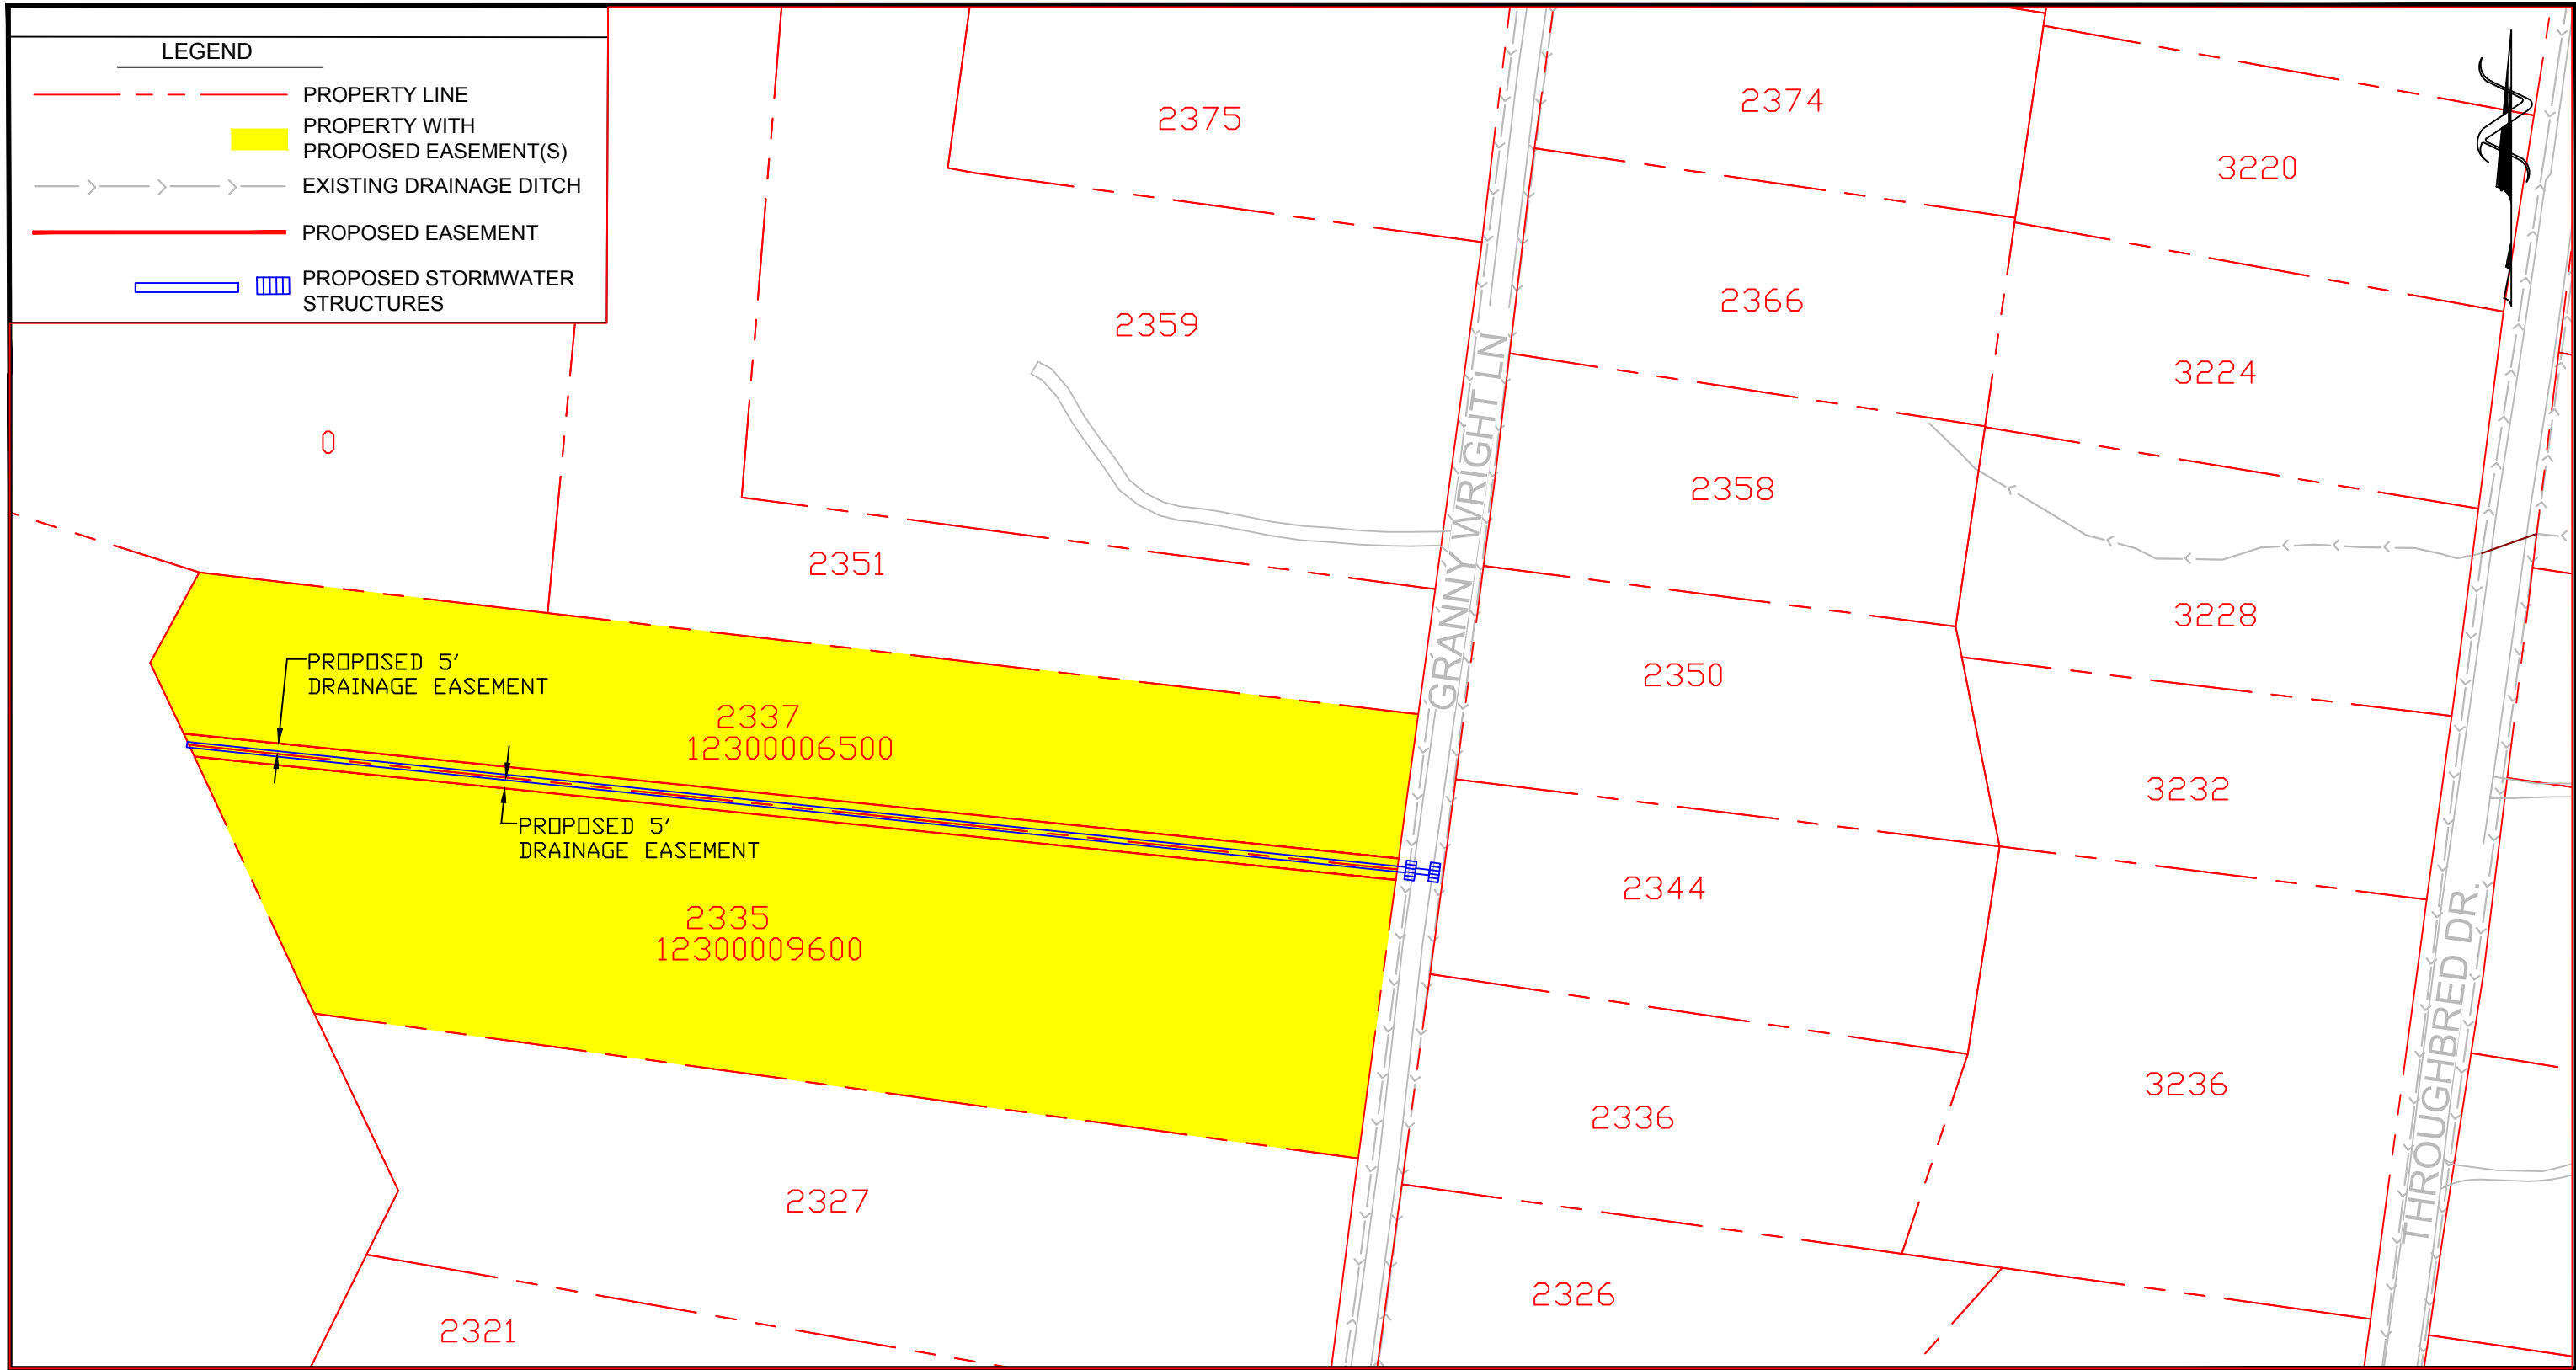 LEGEND
PROPERTY LINE
PROPERTY WITH
PROPOSED EASEMENT(S)
EXISTING DRAINAGE DITCH
PROPOSED EASEMENT
PROPOSED STORMWATER
STRUCTURES
2375
2374
3220
2366
2359
3224
0
2358
2351
3228
GRANNY WRIGHT LN
PROPOSED 5'
DRAINAGE EASEMENT
2350
2337
12300006500
3232
PROPOSED 5'
DRAINAGE EASEMENT
2344
2335
12300009600
THROUGHBRED DR.
3236
2336
2327
2326
2321